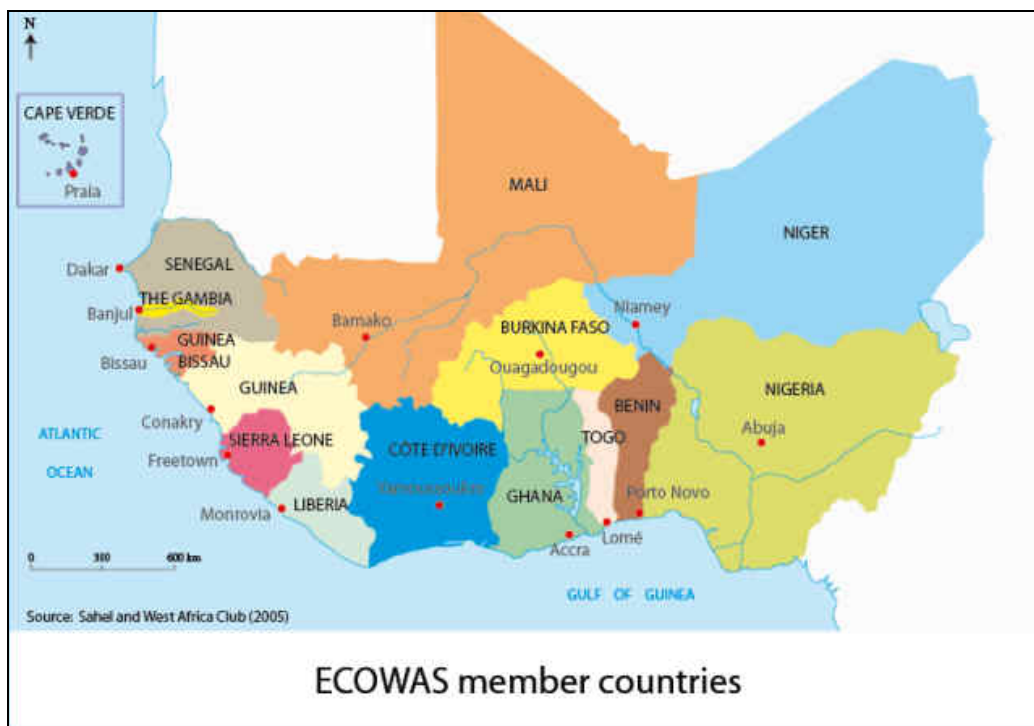 N
CAPE VERDE
Praia
MALI
NIGER
SENEGAL
Dakar
THE GAMBIA
Banjul
GUINEA
BISSAU
Bissau
Bamako
Niamey
BURKINA FASO
Ouagadougou
GUINEA
BENIN
NIGERIA
Conakry
Abuja
ATLANTIC
OCEAN
SIERRA LEONE
Freetown
CÔTE D'IVOIRE
TOGO
GHANA
Porto Novo
LIBERIA
Monrovia
Lomé
Accra
0 300 600 km
GULF OF GUINEA
Source: Sahel and West Africa Club (2005)
ECOWAS member countries